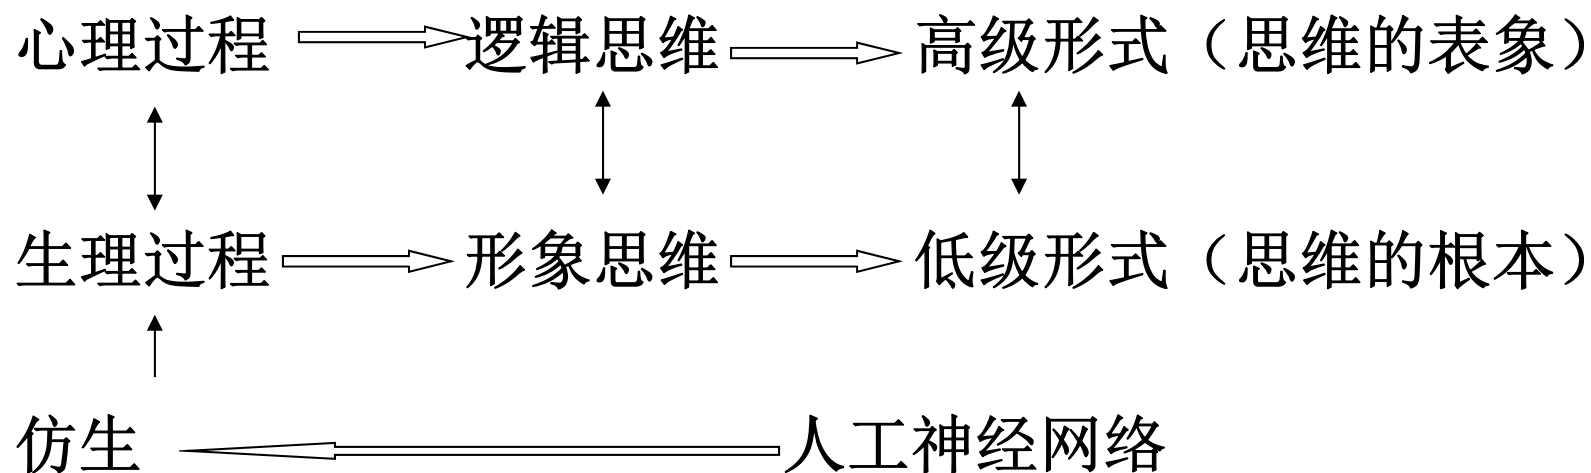 心理过程 逻辑思维 高级形式（思维的表象）
生理过程 形象思维 低级形式（思维的根本）
仿生 人工神经网络